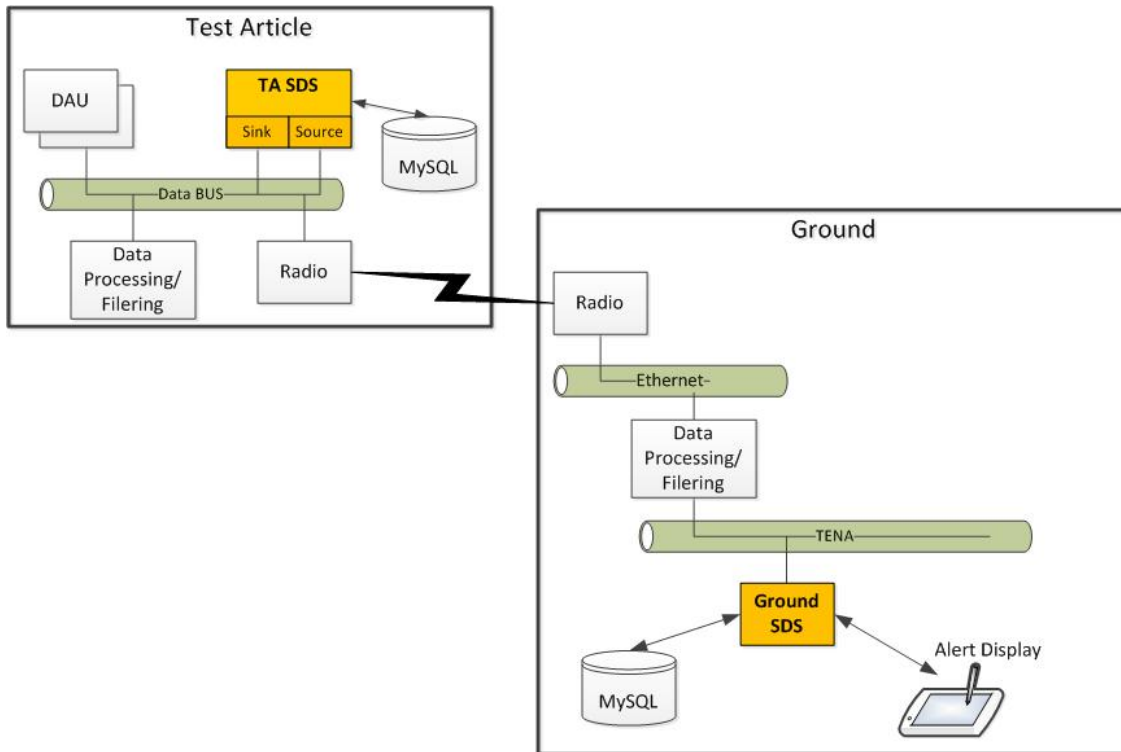 Test Article
DAU
TA SDS
Sink
Source
MySQL
Data BUS
Data
Processing/
Filering
Radio
Ground
Radio
Ethernet
Data
Processing/
Filering
TENA
Ground
SDS
MySQL
Alert Display